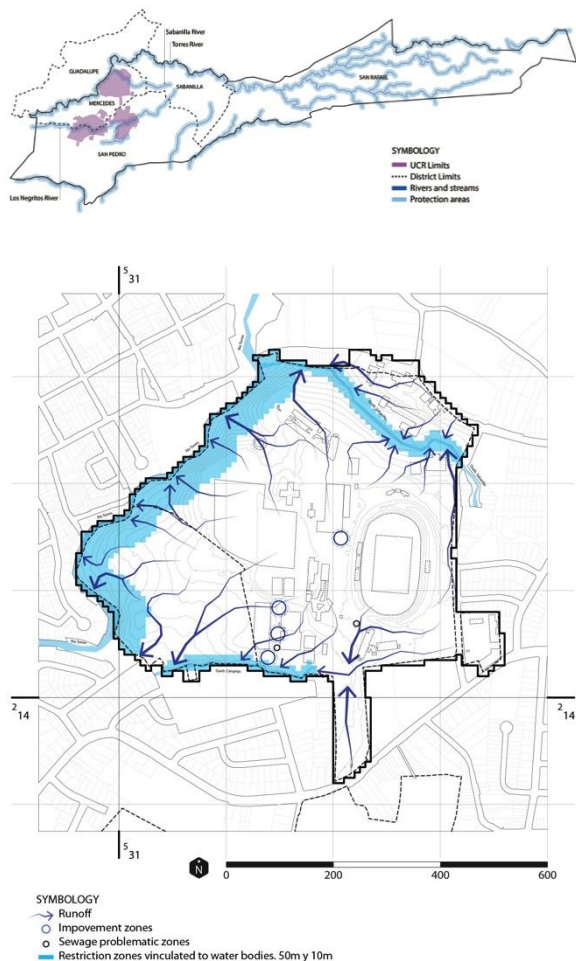 Sabanilla River
Torres River
GUADALUPE
SAN RAFAEL
SABANILLA
MERCEDES
SAN PEDRO
Los Negritos River
SYMBOLOGY
UCR Limits
District Limits
Rivers and streams
Protection areas
5
31
2
14
2
14
5
31
N
0
200
400
600
SYMBOLOGY
Runoff
Impovement zones
Sewage problematic zones
Restriction zones vinculated to water bodies. 50m y 10m